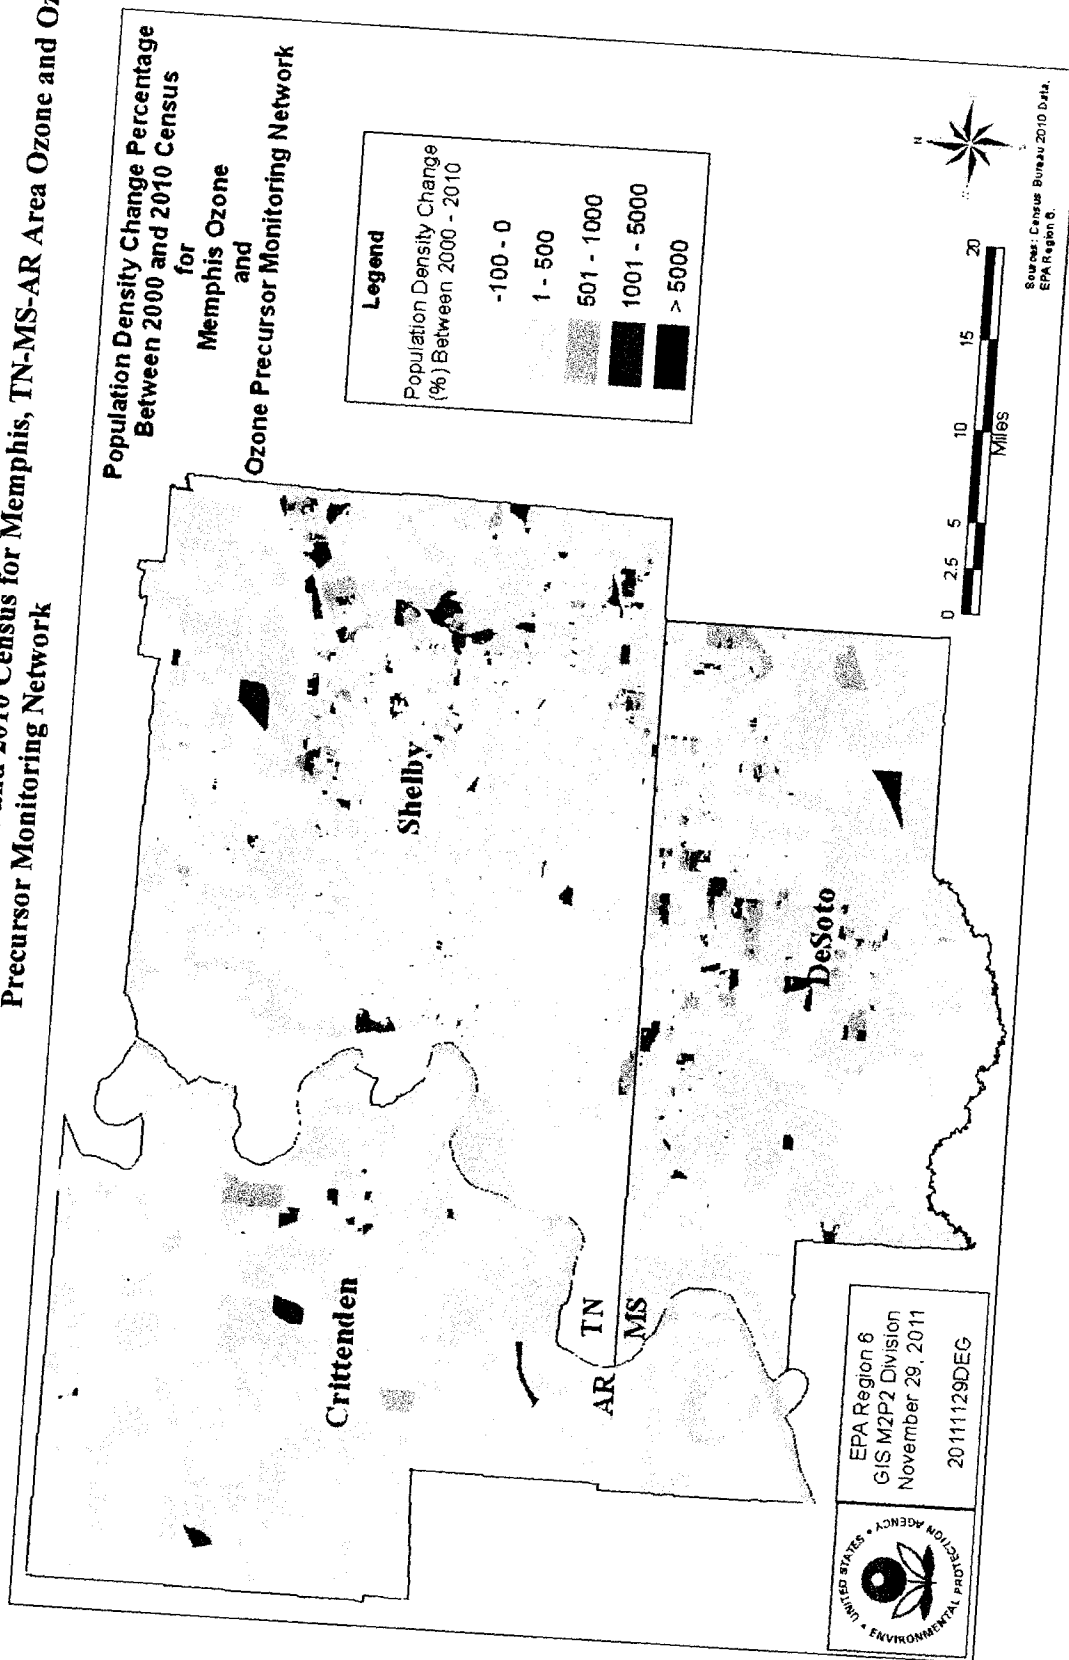 and 2010 Census for Memphis, TN-MS-AR Area Ozone and Oz
Precursor Monitoring Network
Population Density Change Percentage
Between 2000 and 2010 Census
for
Memphis Ozone
and
Ozone Precursor Monitoring Network
Legend
Population Density Change
(%) Between 2000 - 2010
-100 - 0
1 - 500
501 - 1000
1001 - 5000
> 5000
Crittenden
Shelby
DeSoto
AR
TN
MS
N
0 2.5 5 10 15 20
Miles
Sources: Census Bureau 2010 Data,
EPA Region 6.
UNITED STATES • ENVIRONMENTAL PROTECTION AGENCY •
EPA Region 6
GIS M2P2 Division
November 29, 2011
20111129DEG